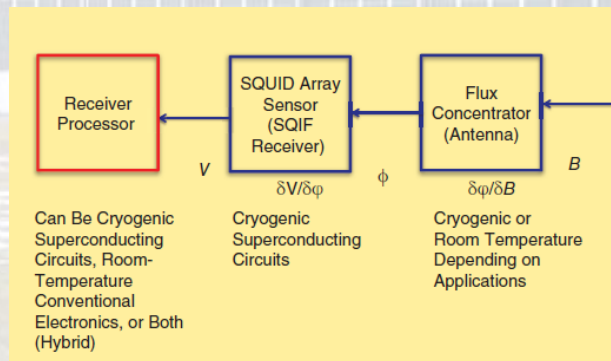 Receiver
Processor
SQUID Array
Sensor
(SQIF
Receiver)
Flux
Concentrator
(Antenna)
V
δV/δφ
ϕ
δφ/δB
B
Can Be Cryogenic
Superconducting
Circuits, Room-
Temperature
Conventional
Electronics, or Both
(Hybrid)
Cryogenic
Superconducting
Circuits
Cryogenic or
Room Temperature
Depending on
Applications